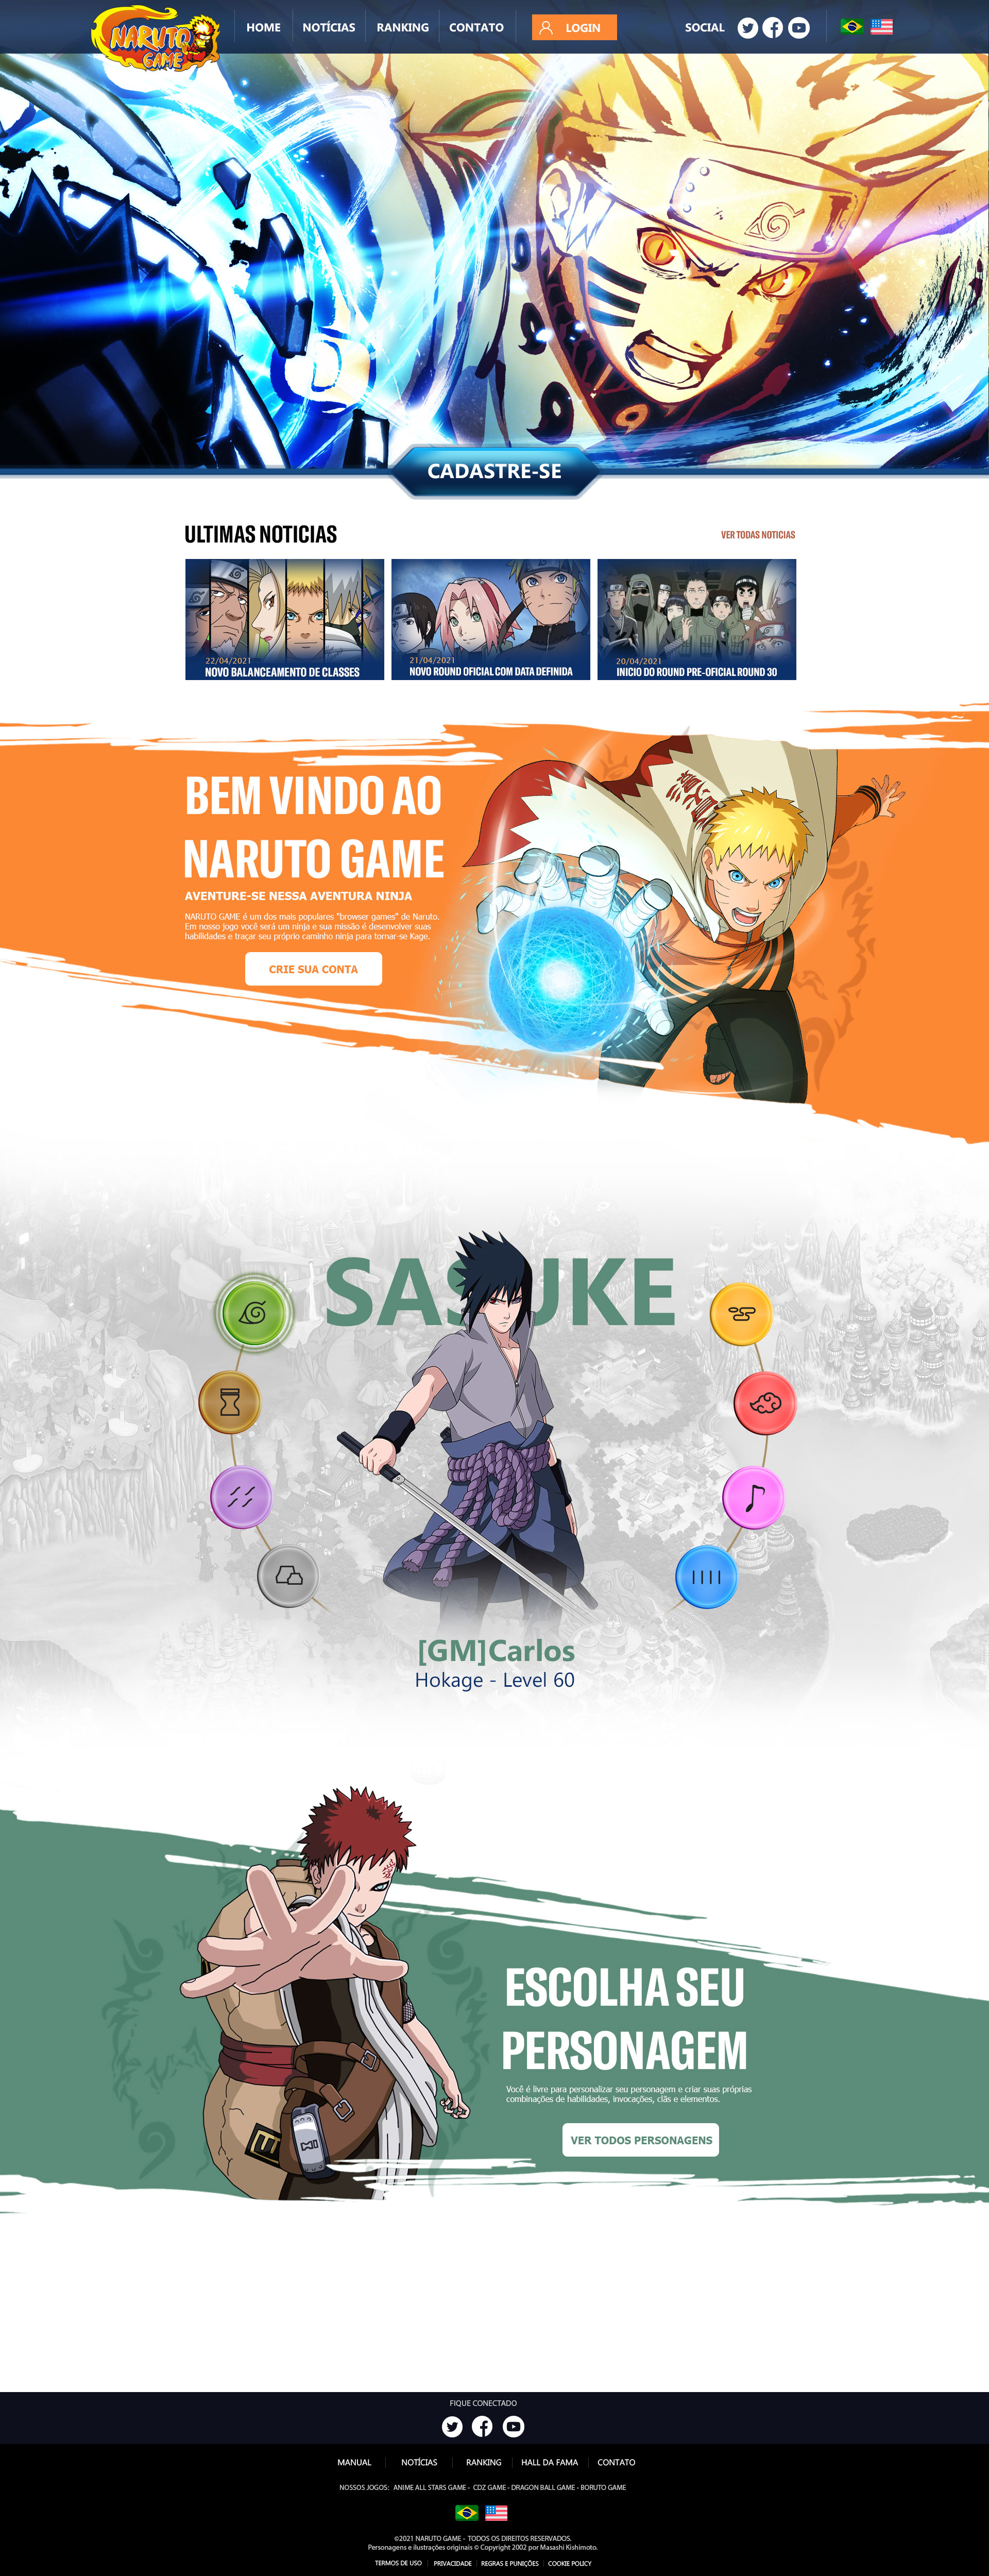 NARUTO
GAME
HOME
NOTÍCIAS
RANKING
CONTATO
LOGIN
SOCIAL
CADASTRE-SE
ULTIMAS NOTICIAS
VER TODAS NOTICIAS
22/04/2021
NOVO BALANCEAMENTO DE CLASSES
21/04/2021
NOVO ROUND OFICIAL COM DATA DEFINIDA
20/04/2021
INICIO DO ROUND PRE-OFICIAL ROUND 30
BEM VINDO AO
NARUTO GAME
AVENTURE-SE NESSA AVENTURA NINJA
NARUTO GAME é um dos mais populares "browser games" de Naruto.
Em nosso jogo você será um ninja e sua missão é desenvolver suas
habilidades e traçar seu próprio caminho ninja para tornar-se Kage.
CRIE SUA CONTA
SASUKE
[GM]Carlos
Hokage - Level 60
ESCOLHA SEU
PERSONAGEM
Você é livre para personalizar seu personagem e criar suas próprias
combinações de habilidades, invocações, clãs e elementos.
VER TODOS PERSONAGENS
FIQUE CONECTADO
MANUAL
NOTÍCIAS
RANKING
HALL DA FAMA
CONTATO
NOSSOS JOGOS: ANIME ALL STARS GAME - CDZ GAME - DRAGON BALL GAME - BORUTO GAME
©2021 NARUTO GAME - TODOS OS DIREITOS RESERVADOS.
Personagens e ilustrações originais © Copyright 2002 por Masashi Kishimoto.
TERMOS DE USO
PRIVACIDADE
REGRAS E PUNIÇÕES
COOKIE POLICY